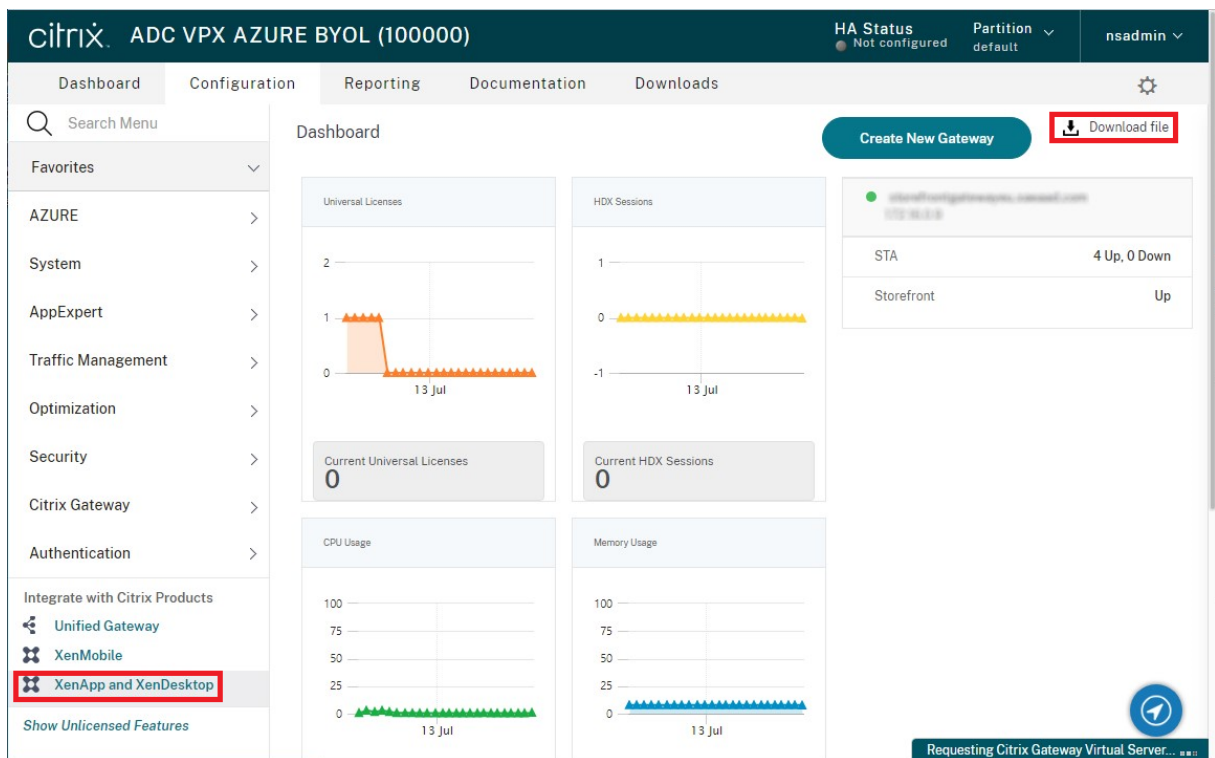 citrix. ADC VPX AZURE BYOL (100000)
HA Status
Not configured
Partition
default
nsadmin
Dashboard Configuration Reporting Documentation Downloads
Search Menu
Favorites
AZURE
System
AppExpert
Traffic Management
Optimization
Security
Citrix Gateway
Authentication
Integrate with Citrix Products
Unified Gateway
XenMobile
XenApp and XenDesktop
Show Unlicensed Features
Dashboard
Create New Gateway
Download file
Universal Licenses
2
1
0
13 Jul
Current Universal Licenses
0
HDX Sessions
1
0
-1
13 Jul
Current HDX Sessions
0
STA 4 Up, 0 Down
Storefront Up
CPU Usage
100
75
50
25
0
13 Jul
Memory Usage
100
75
50
25
0
13 Jul
Requesting Citrix Gateway Virtual Server...